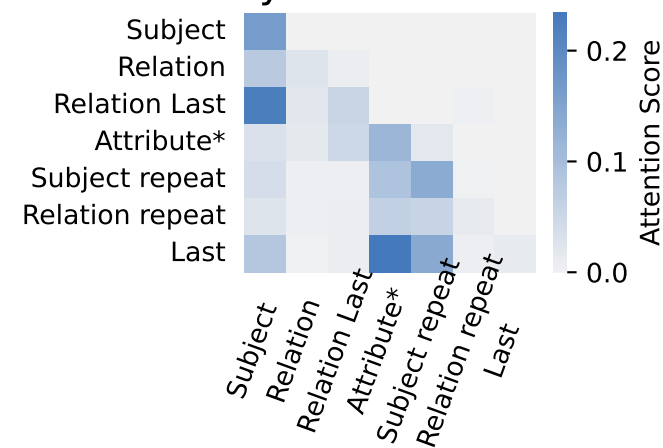 Subject
Relation
Relation Last
Attribute*
Subject repeat
Relation repeat
Last
Subject
Relation
Relation Last
Attribute*
Subject repeat
Relation repeat
Last
0.2
0.1
0.0
Attention Score